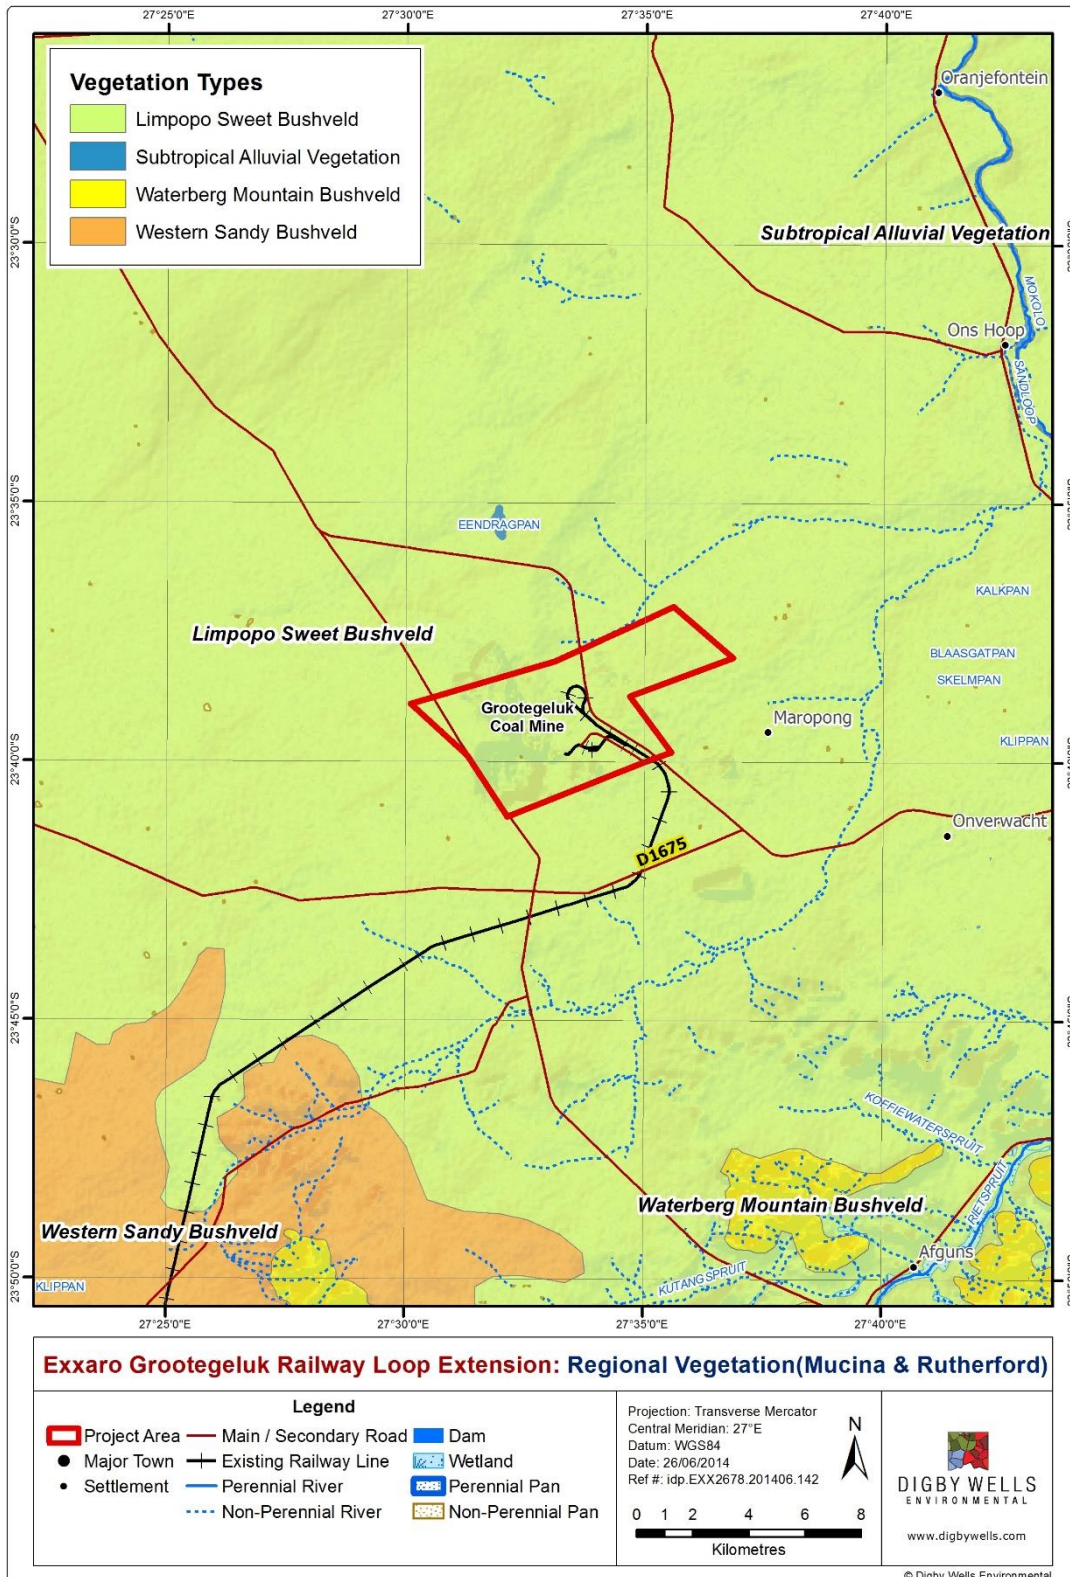 27°25'0"E 27°30'0"E 27°35'0"E 27°40'0"E
Vegetation Types
Limpopo Sweet Bushveld
Subtropical Alluvial Vegetation
Waterberg Mountain Bushveld
Western Sandy Bushveld
Oranjefontein
23°30'0"S
Subtropical Alluvial Vegetation
MOKOLO
Ons Hoop
SANDLOOP
23°35'0"S
EENDRAGPAN
KALKPAN
Limpopo Sweet Bushveld
BLAASGATPAN
SKELMPAN
Grootegeluk
Coal Mine
Maropong
KLIPPAN
23°40'0"S
Onverwacht
D1675
23°45'0"S
KOFFIEWATERSPRUIT
RIETSPRUIT
Waterberg Mountain Bushveld
Western Sandy Bushveld
Afguns
KUTANGSPRUIT
KLIPPAN
23°50'0"S
27°25'0"E 27°30'0"E 27°35'0"E 27°40'0"E
Exxaro Grootegeluk Railway Loop Extension: Regional Vegetation(Mucina & Rutherford)
Legend
Project Area
Major Town
Settlement
Main / Secondary Road
Existing Railway Line
Perennial River
Non-Perennial River
Dam
Wetland
Perennial Pan
Non-Perennial Pan
Projection: Transverse Mercator
Central Meridian: 27°E
Datum: WGS84
Date: 26/06/2014
Ref #: idp.EXX2678.201406.142
N
0 1 2 4 6 8
Kilometres
DIGBY WELLS
ENVIRONMENTAL
www.digbywells.com
© Digby Wells Environmental